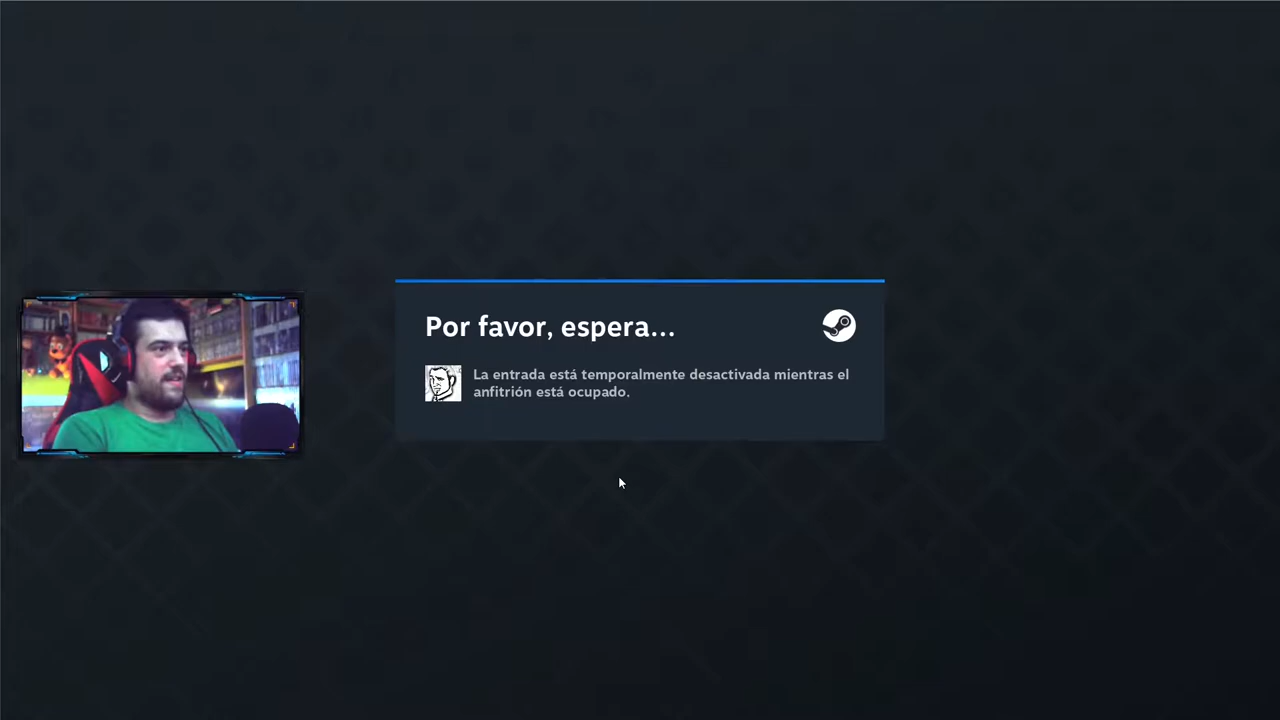 Por favor, espera...
La entrada está temporalmente desactivada mientras el
anfitrión está ocupado.